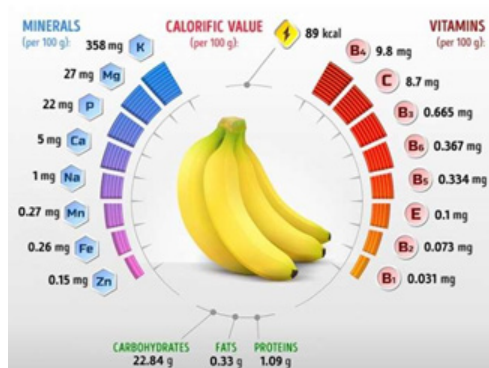 MINERALS
(per 100 g):
358 mg K
27 mg Mg
22 mg P
5 mg Ca
1 mg Na
0.27 mg Mn
0.26 mg Fe
0.15 mg Zn
CALORIFIC VALUE
(per 100 g):
89 kcal
VITAMINS
(per 100 g):
B4 9.8 mg
C 8.7 mg
B3 0.665 mg
B6 0.367 mg
B5 0.334 mg
E 0.1 mg
B2 0.073 mg
B1 0.031 mg
CARBOHYDRATES
22.84 g
FATS
0.33 g
PROTEINS
1.09 g